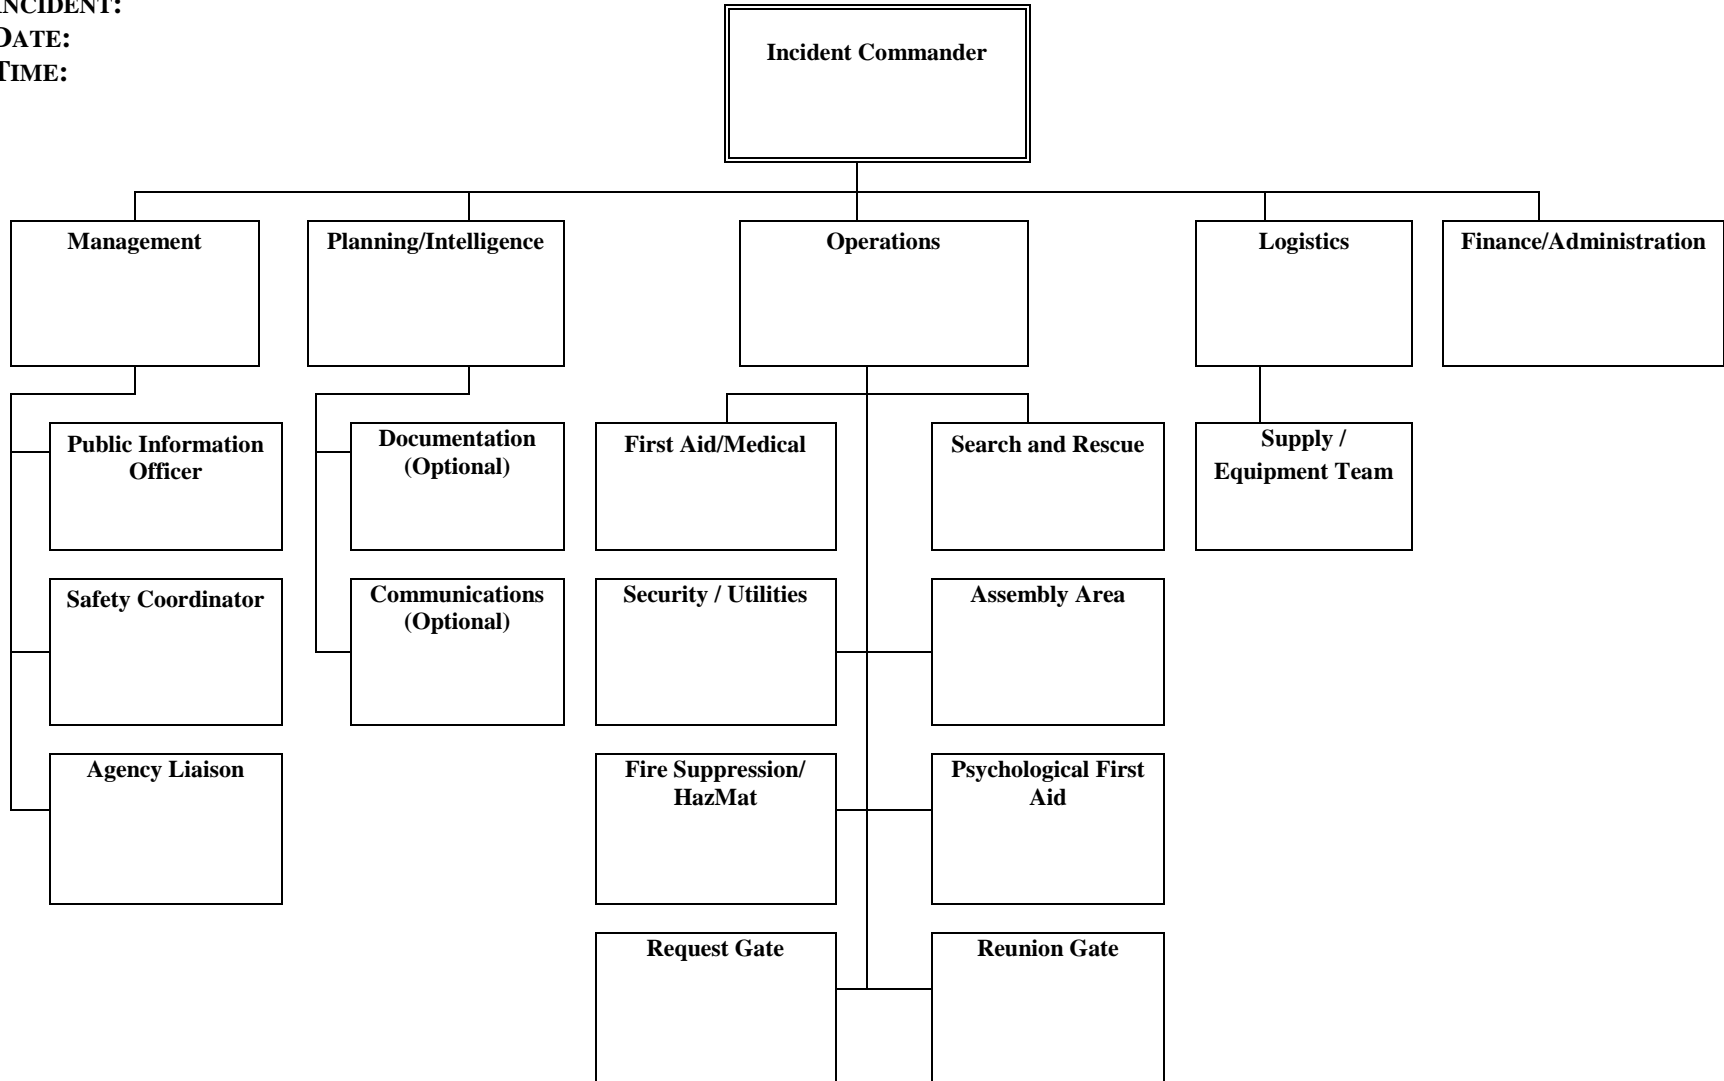 INCIDENT:
DATE:
TIME:
Incident Commander
Management
Planning/Intelligence
Operations
Logistics
Finance/Administration
Public Information
Officer
Documentation
(Optional)
First Aid/Medical
Search and Rescue
Supply /
Equipment Team
Safety Coordinator
Communications
(Optional)
Security / Utilities
Assembly Area
Agency Liaison
Fire Suppression/
HazMat
Psychological First
Aid
Request Gate
Reunion Gate